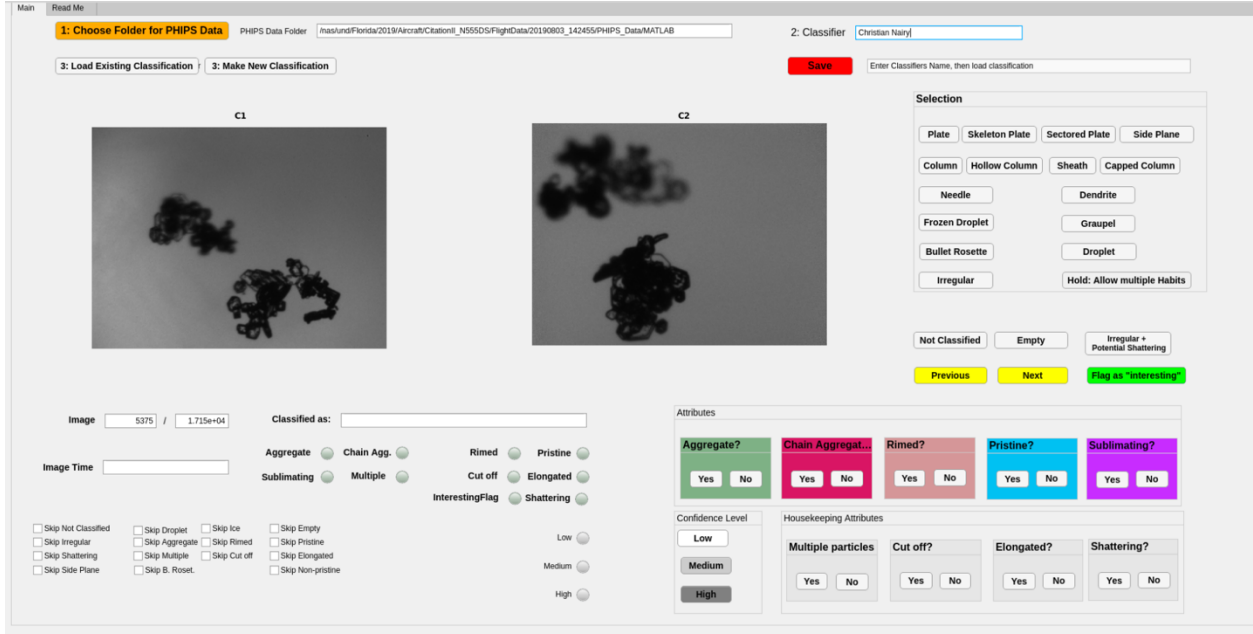 Main Read Me
1: Choose Folder for PHIPS Data PHIPS Data Folder /nas/und/Florida/2019/Aircraft/CitationII_N555DS/FlightData/20190803_142455/PHIPS_Data/MATLAB 2: Classifier Christian Nairy
3: Load Existing Classification 3: Make New Classification Save Enter Classifiers Name, then load classification
C1 C2
Selection
Plate Skeleton Plate Sectored Plate Side Plane
Column Hollow Column Sheath Capped Column
Needle Dendrite
Frozen Droplet Graupel
Bullet Rosette Droplet
Irregular Hold: Allow multiple Habits
Not Classified Empty Irregular +
Potential Shattering
Previous Next Flag as "interesting"
Image 5375 / 1.715e+04 Classified as:
Image Time
Aggregate Chain Agg. Rimed Pristine
Sublimating Multiple Cut off Elongated
InterestingFlag Shattering
Skip Not Classified Skip Droplet Skip Ice Skip Empty
Skip Irregular Skip Aggregate Skip Rimed Skip Pristine
Skip Shattering Skip Multiple Skip Cut off Skip Elongated
Skip Side Plane Skip B. Roset. Skip Non-pristine
Low
Medium
High
Attributes
Aggregate? Chain Aggregat... Rimed? Pristine? Sublimating?
Yes No Yes No Yes No Yes No Yes No
Confidence Level
Low
Medium
High
Housekeeping Attributes
Multiple particles Cut off? Elongated? Shattering?
Yes No Yes No Yes No Yes No